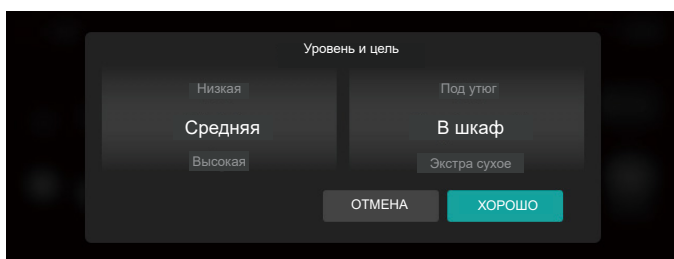 Уровень и цель
Низкая
Под утюг
Средняя
В шкаф
Высокая
Экстра сухое
ОТМЕНА
ХОРОШО